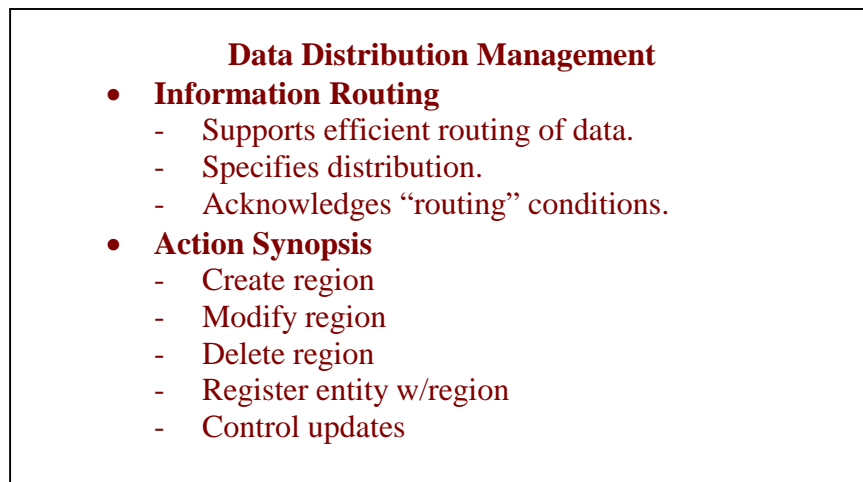 Data Distribution Management
• Information Routing
- Supports efficient routing of data.
- Specifies distribution.
- Acknowledges “routing” conditions.
• Action Synopsis
- Create region
- Modify region
- Delete region
- Register entity w/region
- Control updates